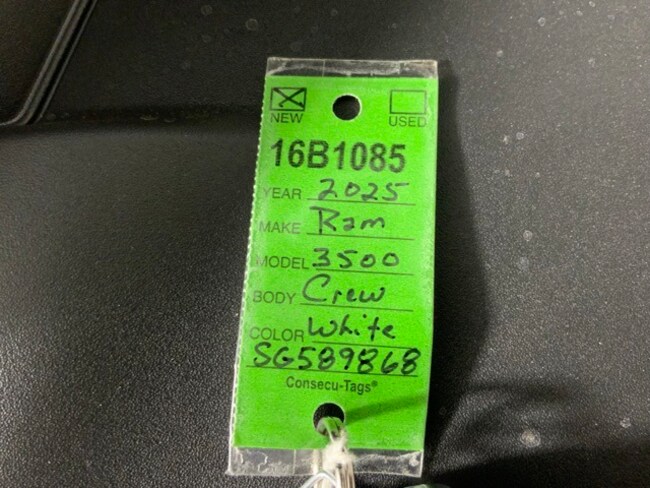 NEW USED
16B1085
YEAR 2025
MAKE Ram
MODEL 3500
BODY Crew
COLOR White
SG589868
Consecu-Tags®